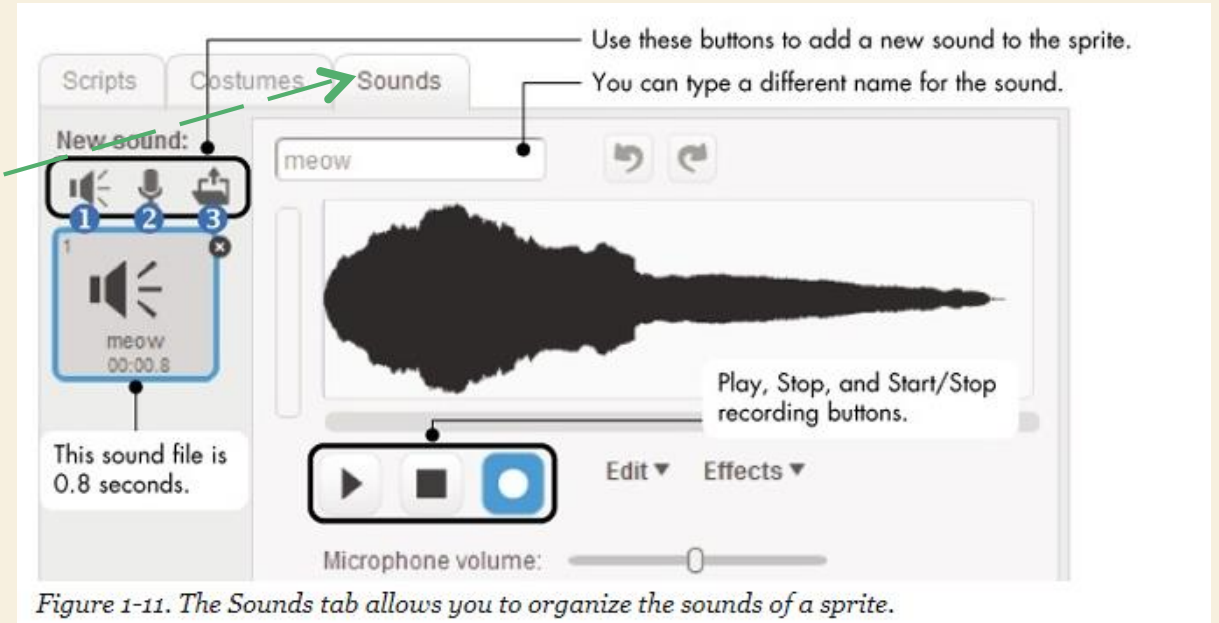 Use these buttons to add a new sound to the sprite.
Scripts
Costumes
Sounds
You can type a different name for the sound.
New sound:
meow
1 2 3
1
meow
00:00.8
Play, Stop, and Start/Stop
recording buttons.
This sound file is
0.8 seconds.
Edit
Effects
Microphone volume:
Figure 1-11. The Sounds tab allows you to organize the sounds of a sprite.